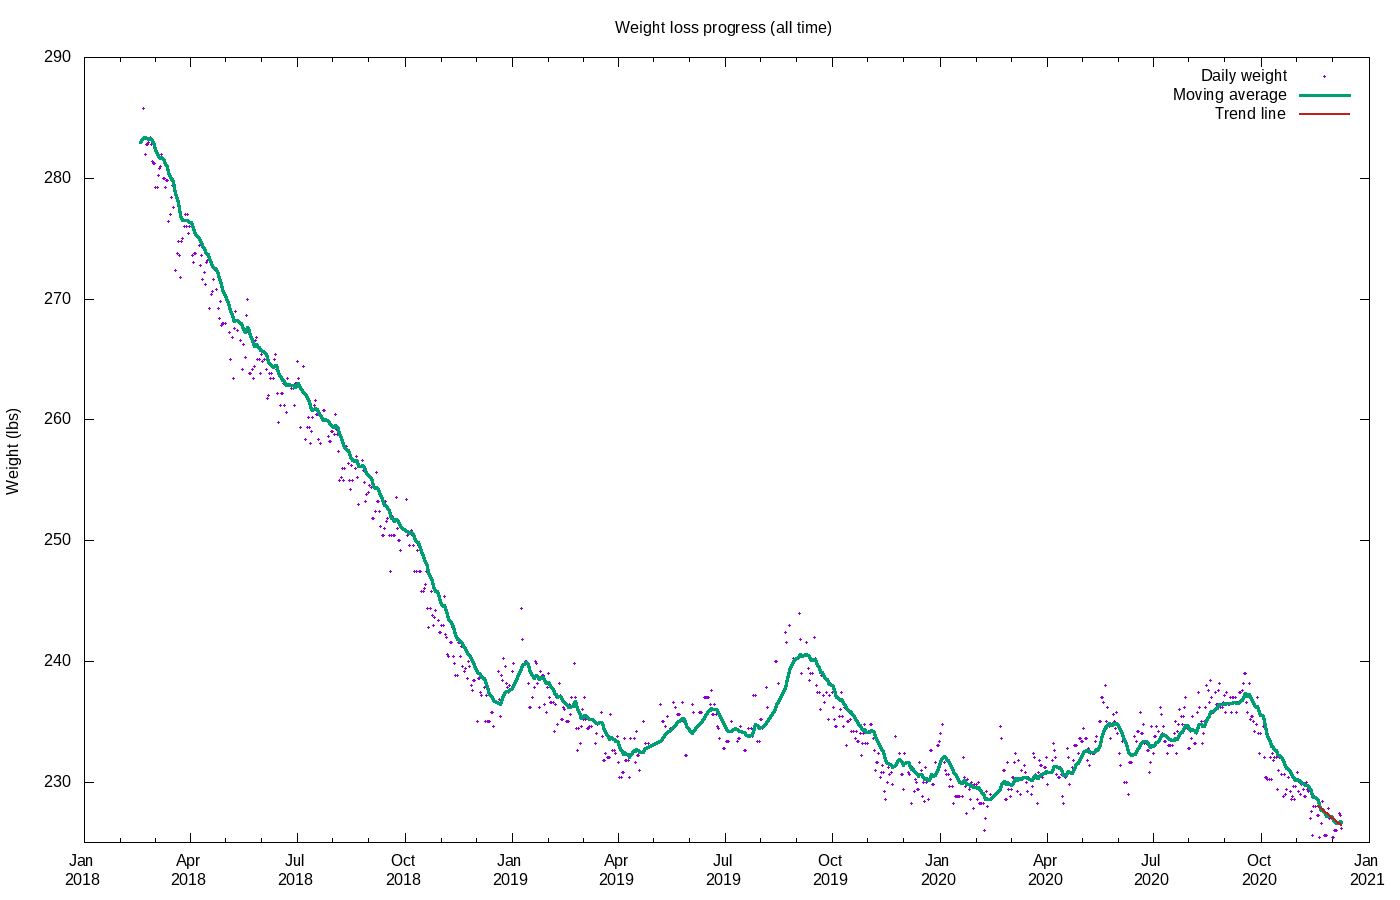 Weight loss progress (all time)
290
280
270
260
250
240
230
Weight (lbs)
Daily weight
Moving average
Trend line
Jan Apr Jul Oct Jan Apr Jul Oct Jan Apr Jul Oct Jan
2018 2018 2018 2018 2019 2019 2019 2019 2020 2020 2020 2020 2021